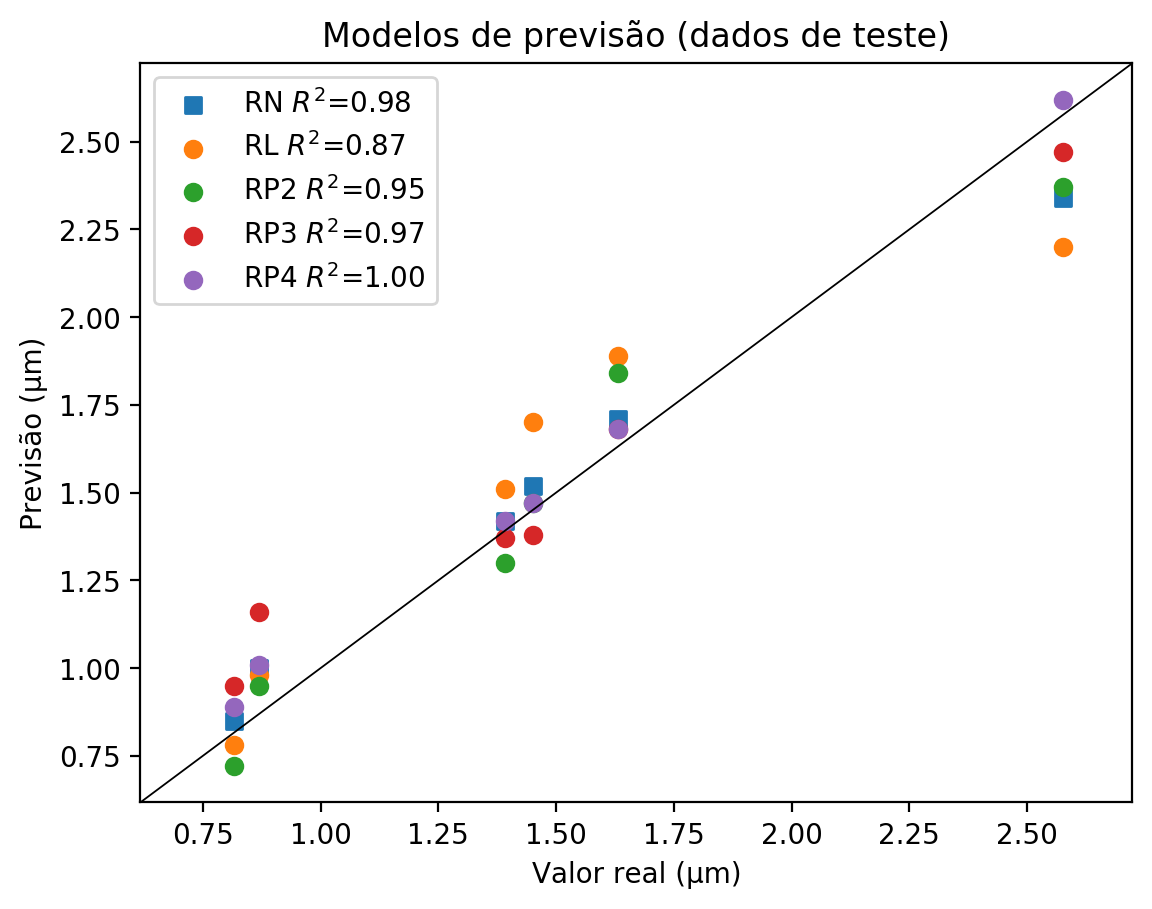 Modelos de previsão (dados de teste)
RN R²=0.98
RL R²=0.87
RP2 R²=0.95
RP3 R²=0.97
RP4 R²=1.00
2.50
2.25
2.00
1.75
1.50
1.25
1.00
0.75
Previsão (μm)
0.75 1.00 1.25 1.50 1.75 2.00 2.25 2.50
Valor real (μm)